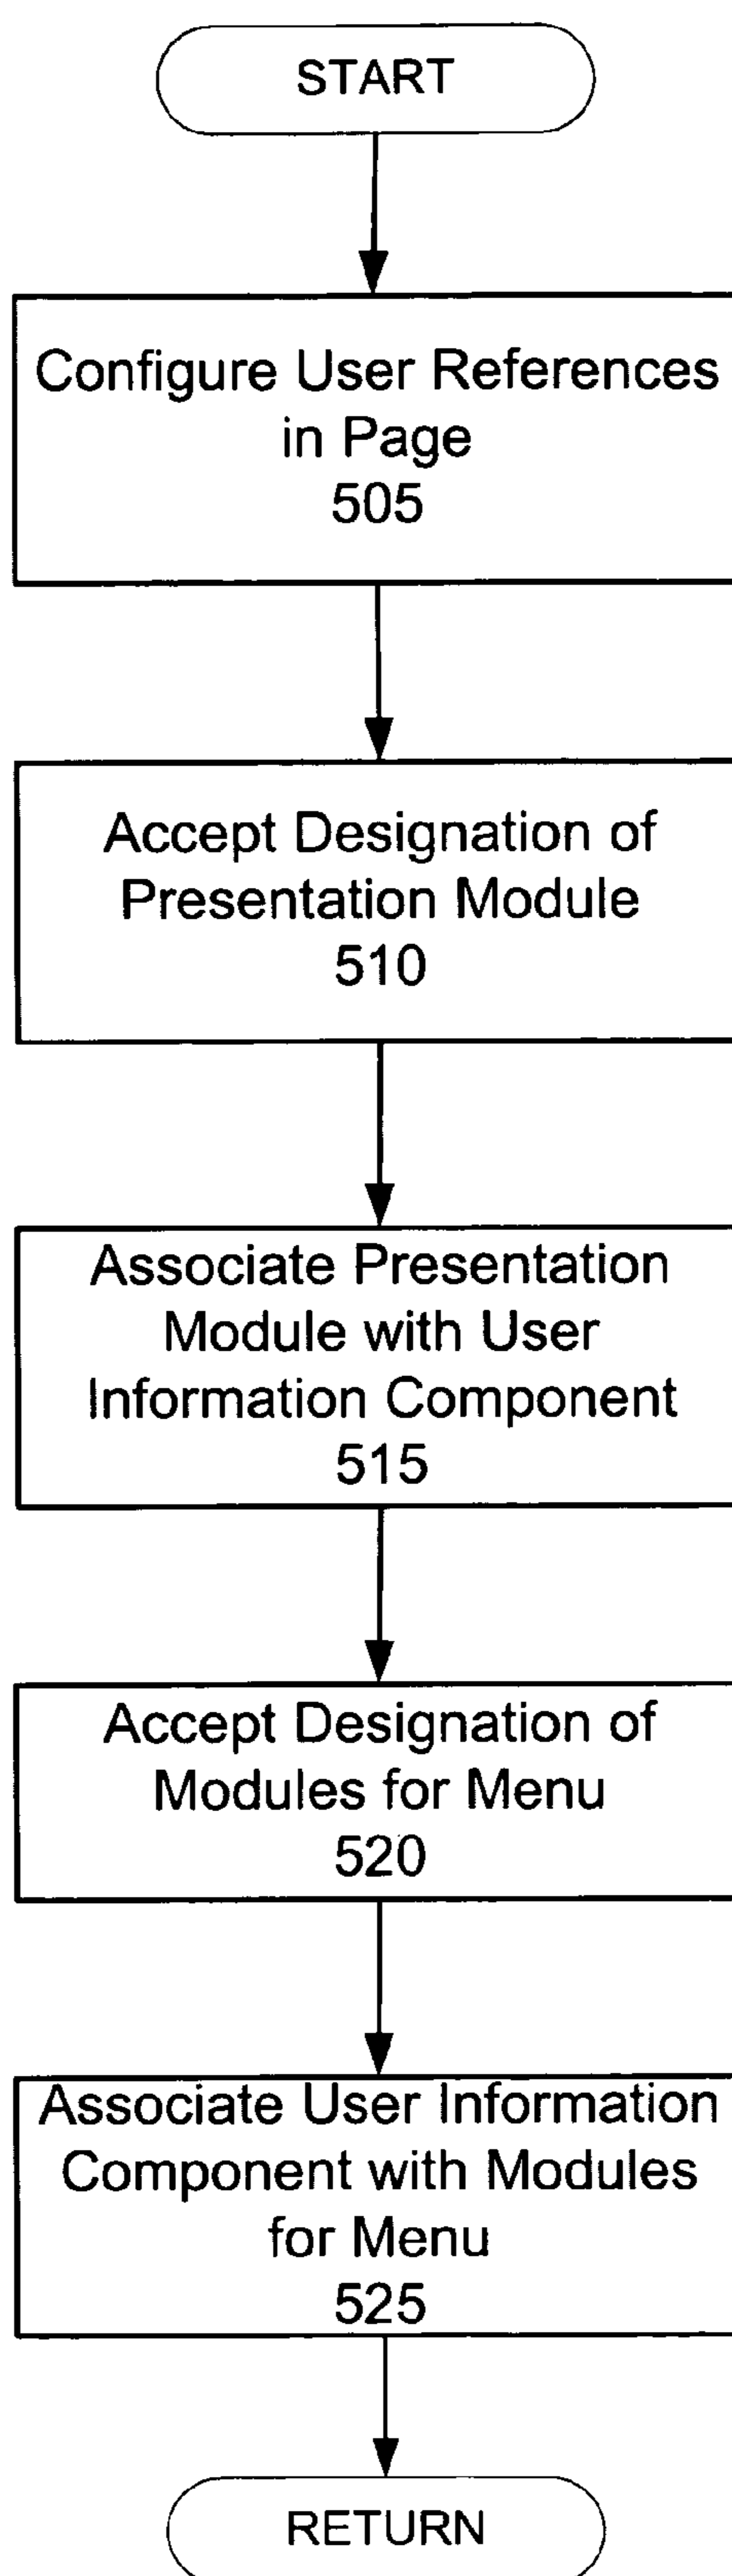 START
Configure User References
in Page
505
Accept Designation of
Presentation Module
510
Associate Presentation
Module with User
Information Component
515
Accept Designation of
Modules for Menu
520
Associate User Information
Component with Modules
for Menu
525
RETURN